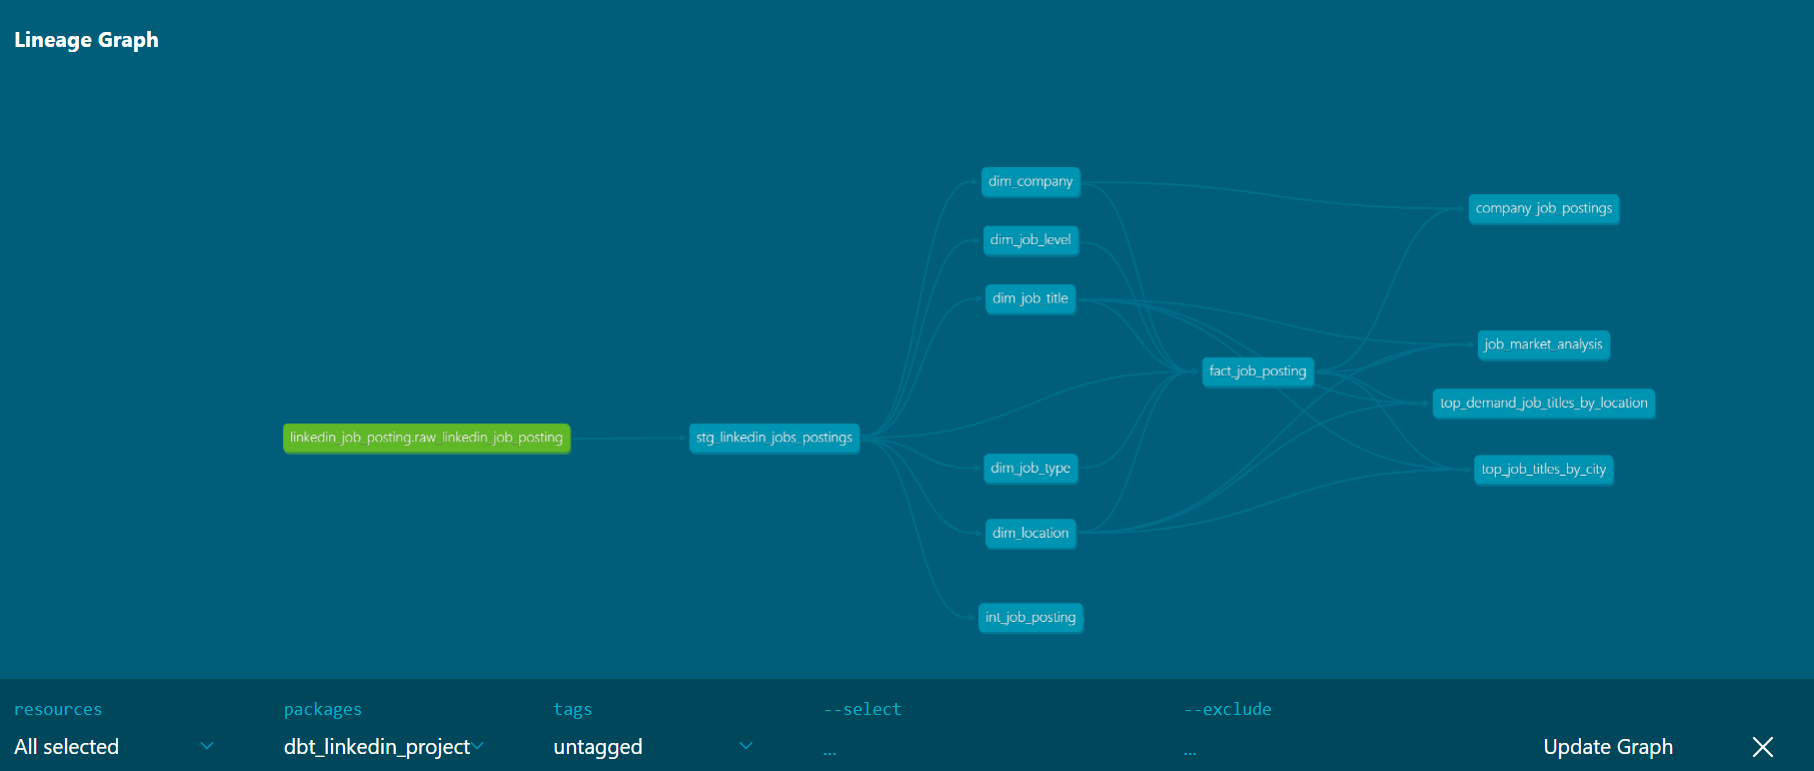 Lineage Graph
dim_company
company_job_postings
dim_job_level
dim_job_title
job_market_analysis
fact_job_posting
top_demand_job_titles_by_location
linkedin_job_posting.raw_linkedin_job_posting
stg_linkedin_jobs_postings
dim_job_type
top_job_titles_by_city
dim_location
int_job_posting
resources
packages
tags
--select
--exclude
All selected
dbt_linkedin_project
untagged
...
...
Update Graph